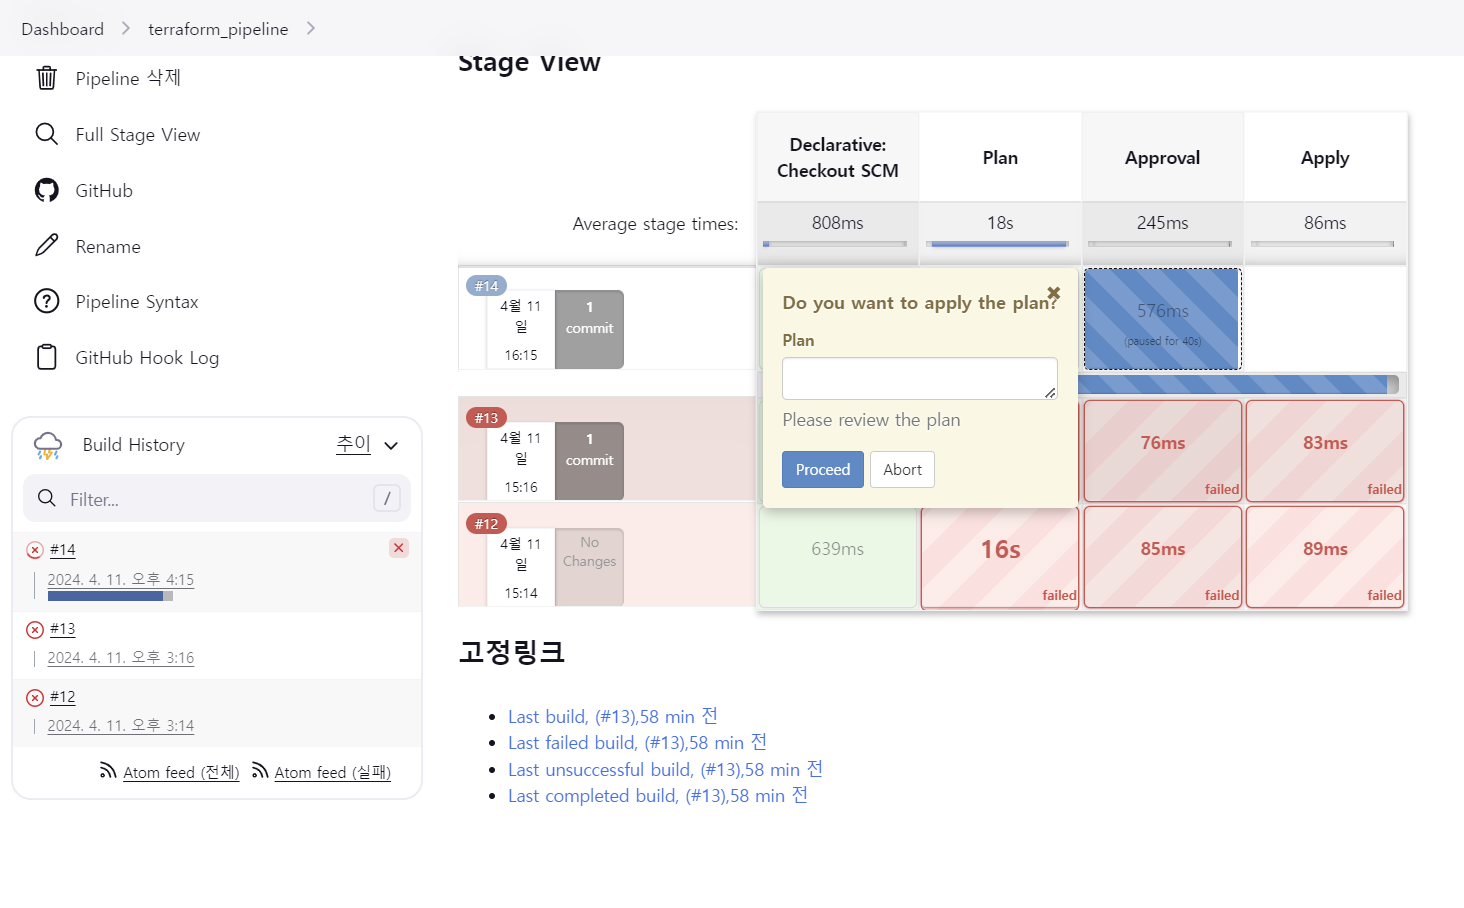 Dashboard
terraform_pipeline
Pipeline 삭제
Full Stage View
GitHub
Rename
Pipeline Syntax
GitHub Hook Log
Build History
추이
Filter...
/
#14
2024. 4. 11. 오후 4:15
#13
2024. 4. 11. 오후 3:16
#12
2024. 4. 11. 오후 3:14
Atom feed (전체)
Atom feed (실패)
Stage View
Declarative:
Checkout SCM
Plan
Approval
Apply
Average stage times:
808ms
18s
245ms
86ms
#14
4월 11
일
16:15
1
commit
Do you want to apply the plan?
Plan
Please review the plan
Proceed
Abort
576ms
(paused for 40s)
#13
4월 11
일
15:16
1
commit
76ms
failed
83ms
failed
#12
4월 11
일
15:14
No
Changes
639ms
16s
failed
85ms
failed
89ms
failed
고정링크
Last build, (#13),58 min 전
Last failed build, (#13),58 min 전
Last unsuccessful build, (#13),58 min 전
Last completed build, (#13),58 min 전